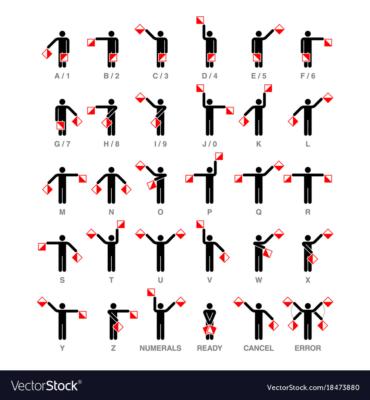 A / 1 B / 2 C / 3 D / 4 E / 5 F / 6
G / 7 H / 8 I / 9 J / 0 K L
M N O P Q R
S T U V W X
Y Z NUMERALS READY CANCEL ERROR
VectorStock®
VectorStock.com/18473880